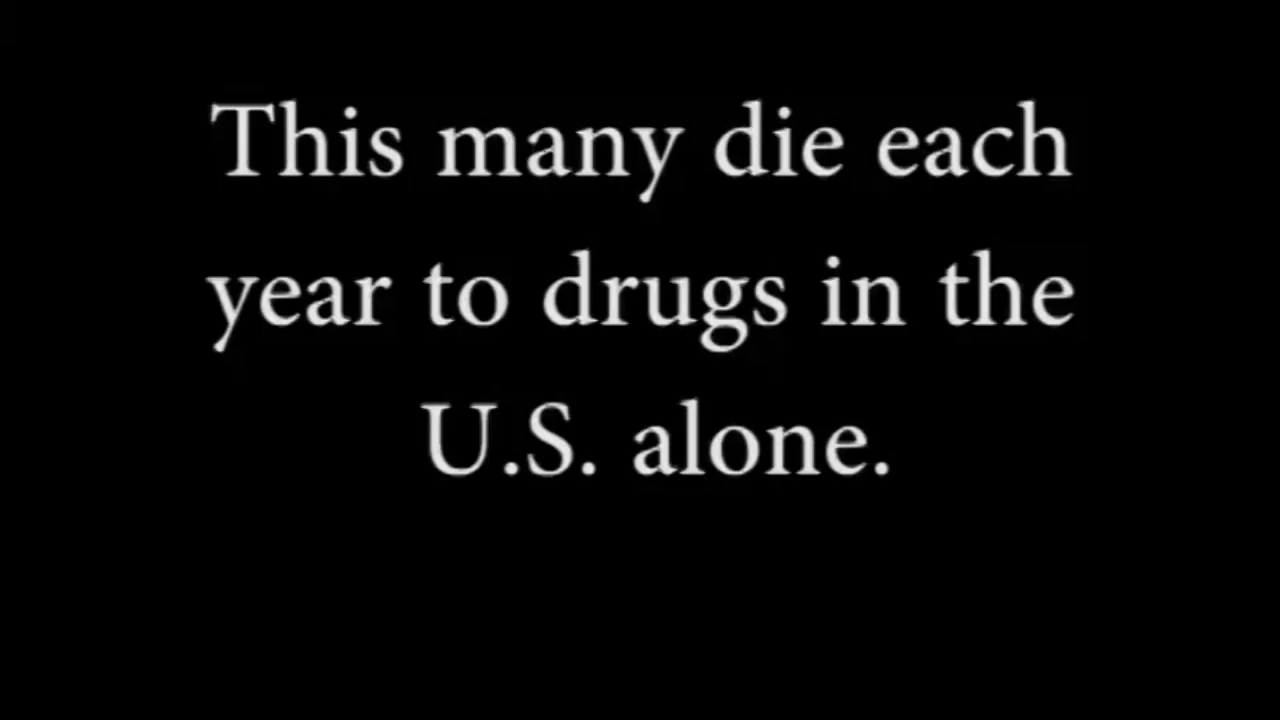 This many die each
year to drugs in the
U.S. alone.